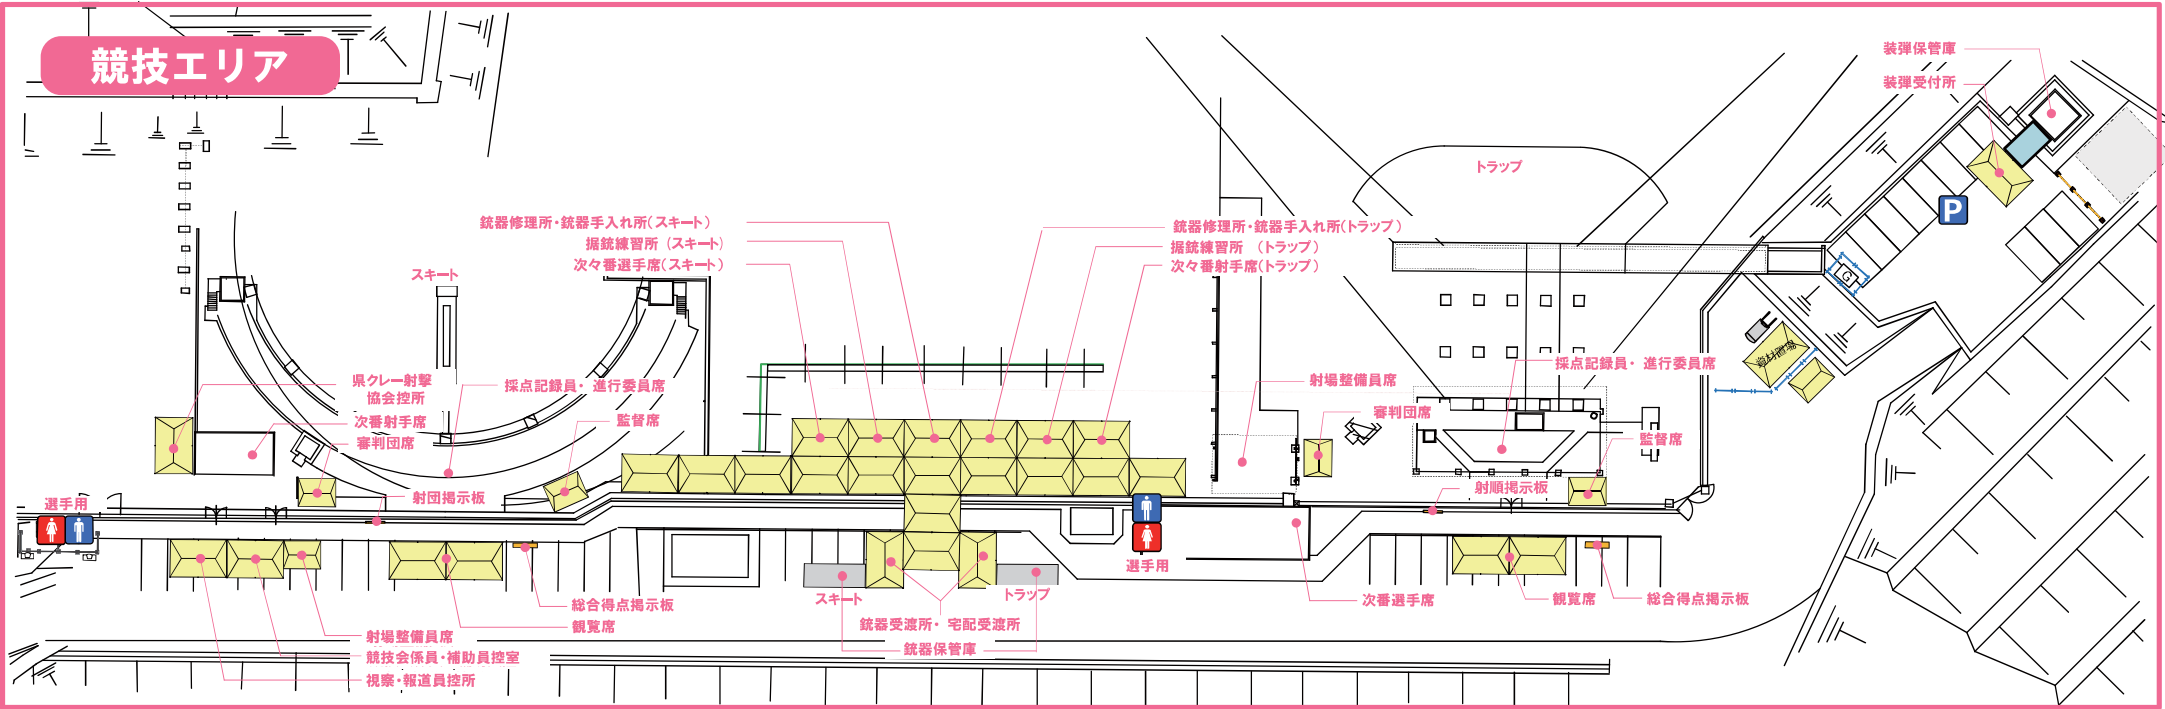 競技エリア
装弾保管庫
装弾受付所
トラップ
P
銃器修理所・銃器手入れ所(スキート)
据銃練習所 (スキート)
次々番選手席(スキート)
銃器修理所・銃器手入れ所(トラップ)
据銃練習所 (トラップ)
次々番射手席(トラップ)
スキート
G
資材置場
県クレー射撃
協会控所
次番射手席
審判団席
採点記録員・進行委員席
監督席
射団掲示板
射場整備員席
審判団席
採点記録員・進行委員席
監督席
射順掲示板
選手用
選手用
スキート
トラップ
総合得点掲示板
観覧席
射場整備員席
競技会係員・補助員控室
視察・報道員控所
銃器受渡所・宅配受渡所
銃器保管庫
次番選手席
観覧席
総合得点掲示板